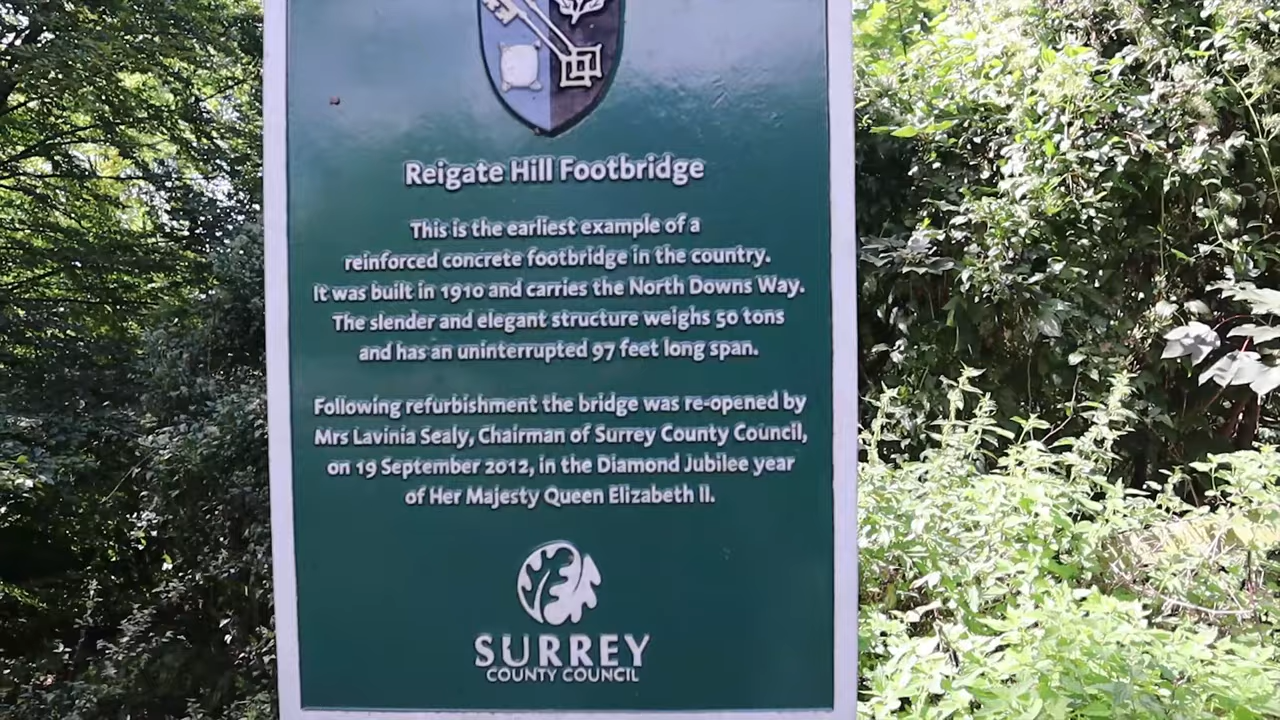 Reigate Hill Footbridge
This is the earliest example of a
reinforced concrete footbridge in the country.
It was built in 1910 and carries the North Downs Way.
The slender and elegant structure weighs 50 tons
and has an uninterrupted 97 feet long span.
Following refurbishment the bridge was re-opened by
Mrs Lavinia Sealy, Chairman of Surrey County Council,
on 19 September 2012, in the Diamond Jubilee year
of Her Majesty Queen Elizabeth II.
SURREY
COUNTY COUNCIL